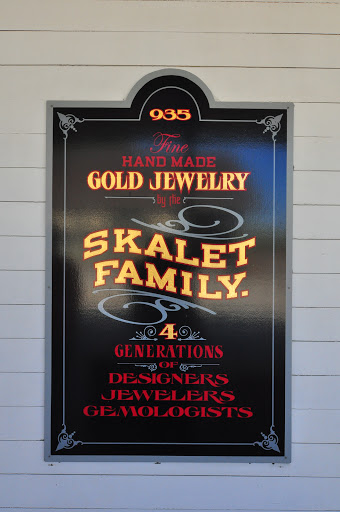 935
Fine
HAND MADE
GOLD JEWELRY
by the
SKALET
FAMILY.
4
GENERATIONS
OF
DESIGNERS
JEWELERS
GEMOLOGISTS